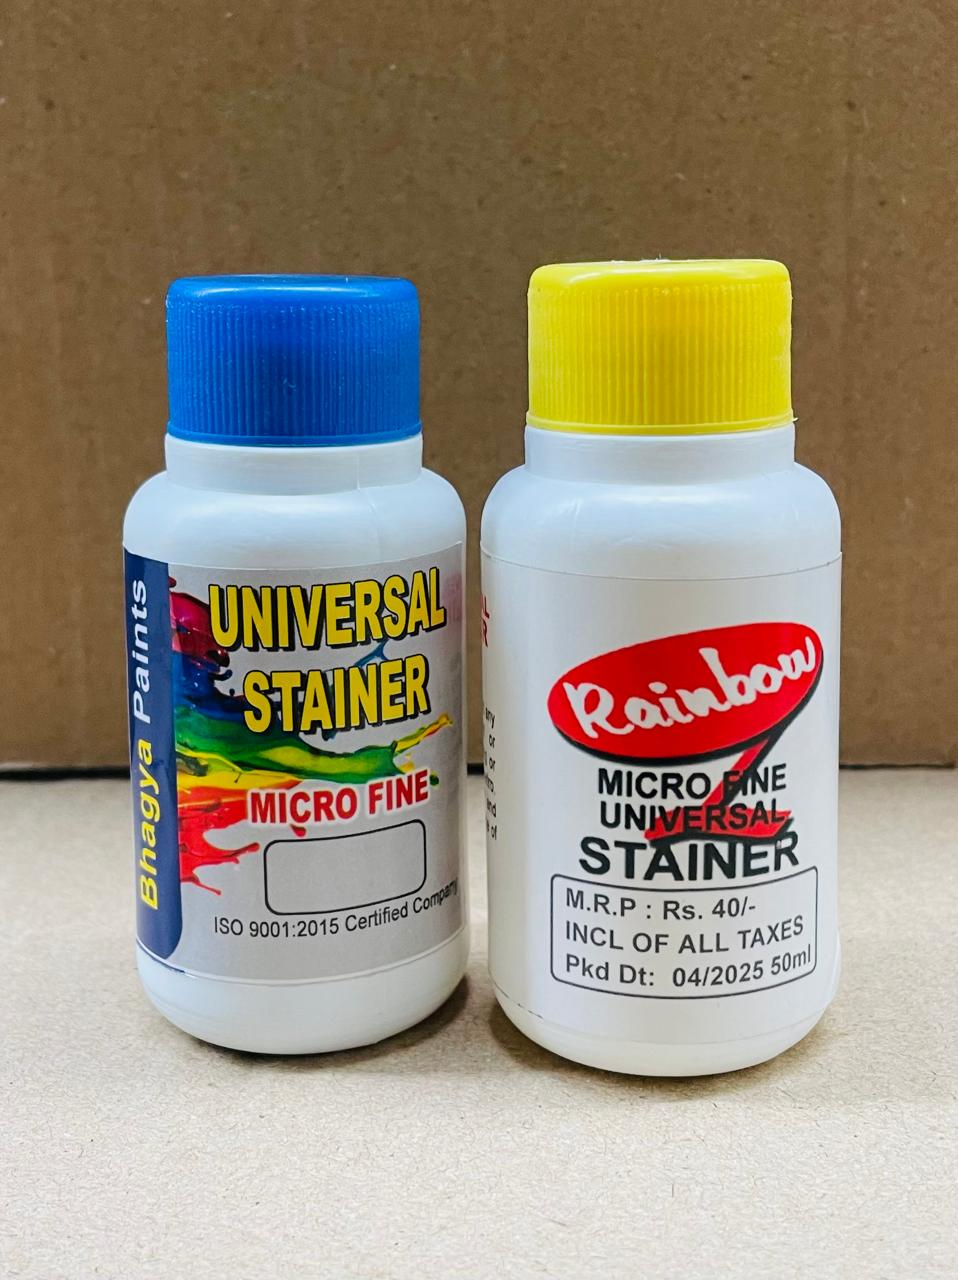 Bhagya Paints
UNIVERSAL
STAINER
MICRO FINE
ISO 9001:2015 Certified Company
Rainbow
MICRO FINE
UNIVERSAL
STAINER
M.R.P : Rs. 40/-
INCL OF ALL TAXES
Pkd Dt: 04/2025 50ml